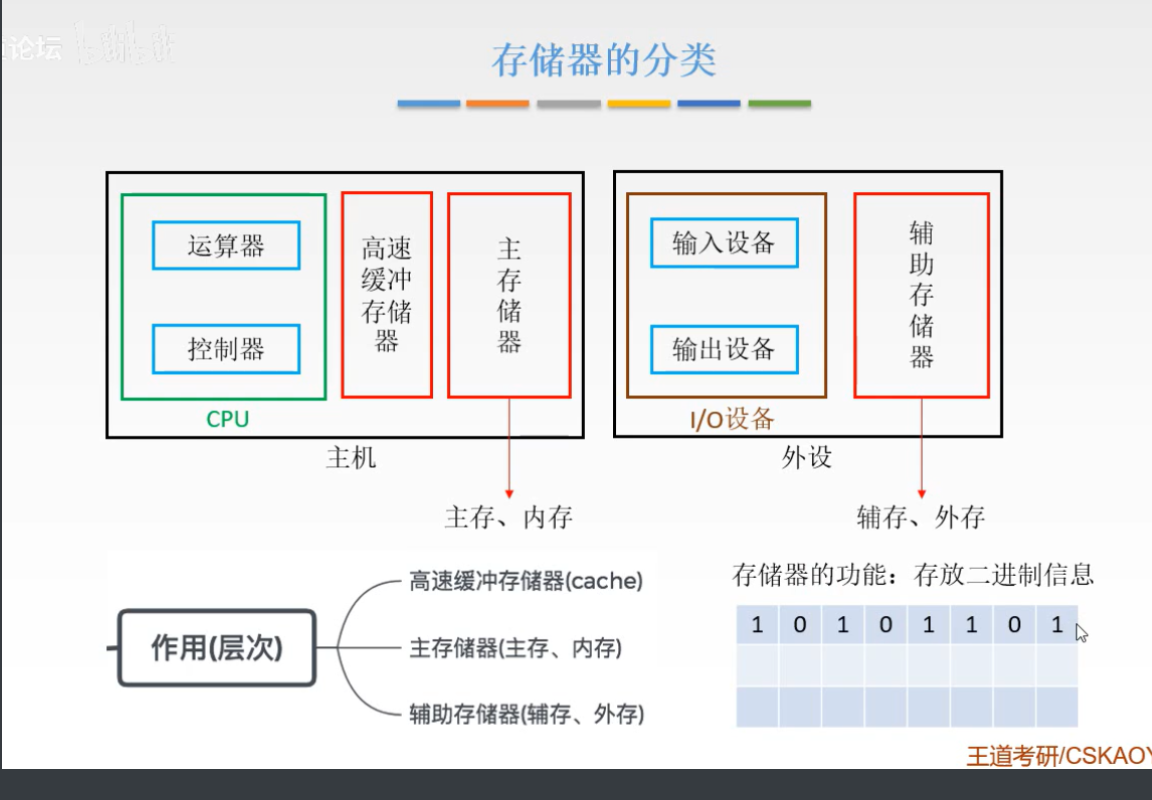 论坛
存储器的分类
运算器
控制器
CPU
高速
缓冲
存储
器
主
存
储
器
主机
输入设备
输出设备
I/O设备
辅
助
存
储
器
外设
主存、内存
辅存、外存
作用(层次)
高速缓冲存储器(cache)
主存储器(主存、内存)
辅助存储器(辅存、外存)
存储器的功能：存放二进制信息
1 0 1 0 1 1 0 1
王道考研/CSKAOY